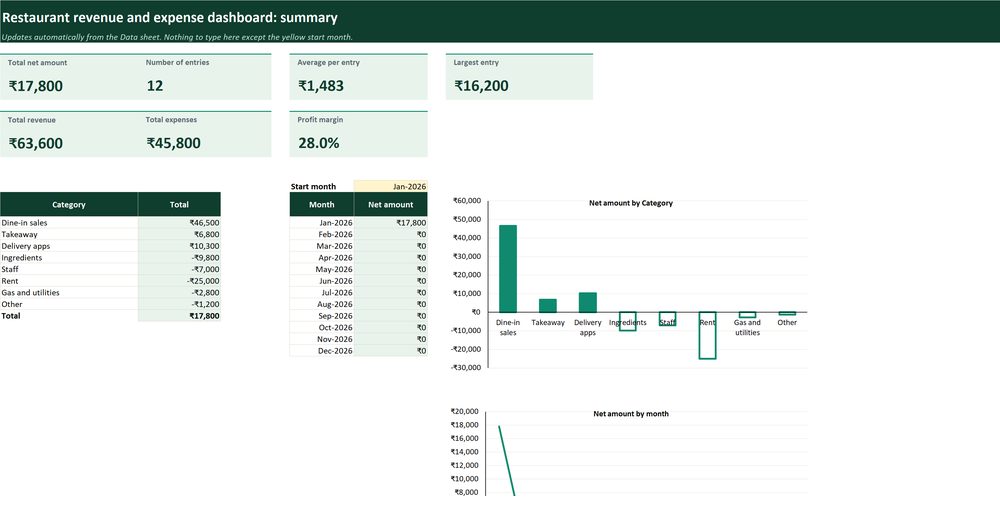 Restaurant revenue and expense dashboard: summary
Updates automatically from the Data sheet. Nothing to type here except the yellow start month.
Total net amount
₹17,800
Number of entries
12
Average per entry
₹1,483
Largest entry
₹16,200
Total revenue
₹63,600
Total expenses
₹45,800
Profit margin
28.0%
Category Total
Dine-in sales ₹46,500
Takeaway ₹6,800
Delivery apps ₹10,300
Ingredients -₹9,800
Staff -₹7,000
Rent -₹25,000
Gas and utilities -₹2,800
Other -₹1,200
Total ₹17,800
Start month Jan-2026
Month Net amount
Jan-2026 ₹17,800
Feb-2026 ₹0
Mar-2026 ₹0
Apr-2026 ₹0
May-2026 ₹0
Jun-2026 ₹0
Jul-2026 ₹0
Aug-2026 ₹0
Sep-2026 ₹0
Oct-2026 ₹0
Nov-2026 ₹0
Dec-2026 ₹0
Net amount by Category
₹60,000
₹50,000
₹40,000
₹30,000
₹20,000
₹10,000
₹0
-₹10,000
-₹20,000
-₹30,000
Dine-in sales
Takeaway
Delivery apps
Ingredients
Staff
Rent
Gas and utilities
Other
Net amount by month
₹20,000
₹18,000
₹16,000
₹14,000
₹12,000
₹10,000
₹8,000